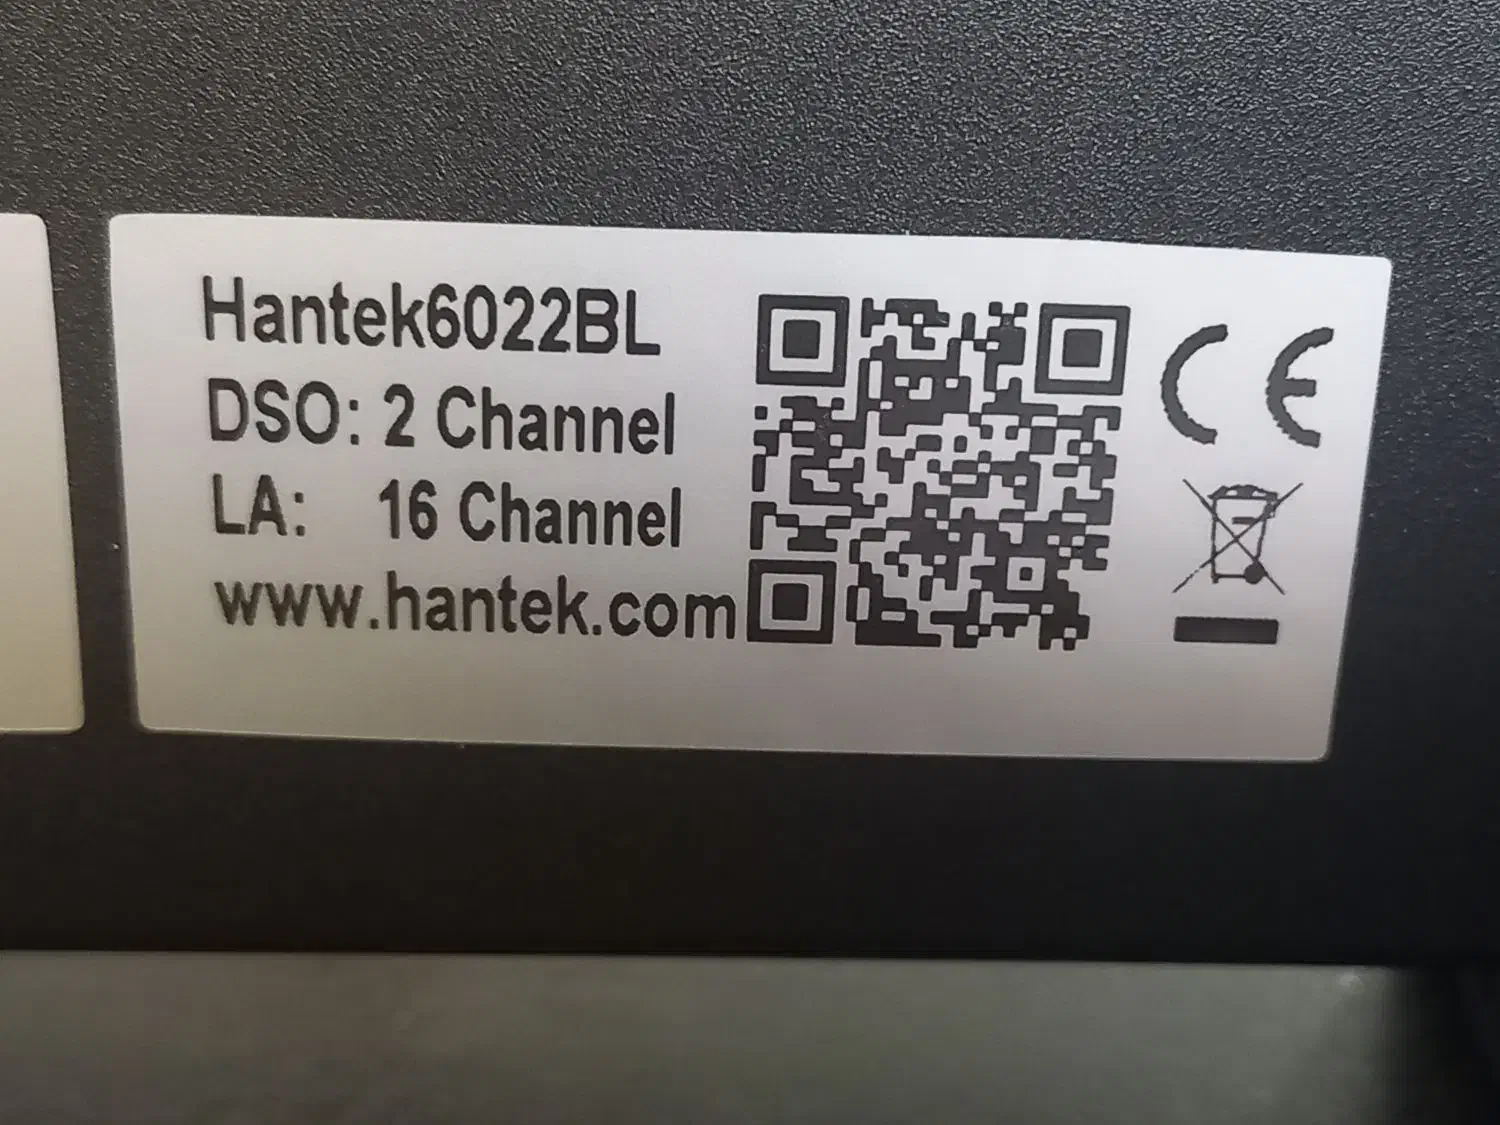 Hantek6022BL
DSO: 2 Channel
LA: 16 Channel
www.hantek.com
CE